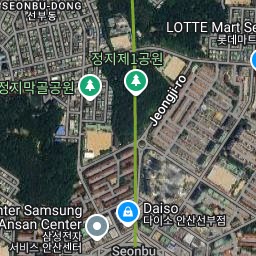 SEONBU-DONG
선부동
LOTTE Mart Se
롯데마트
정지제1공원
정지막골공원
Jeongji-ro
nter Samsung
Ansan Center
삼성전자
서비스 안산센터
Daiso
다이소 안산선부점
Seonbu